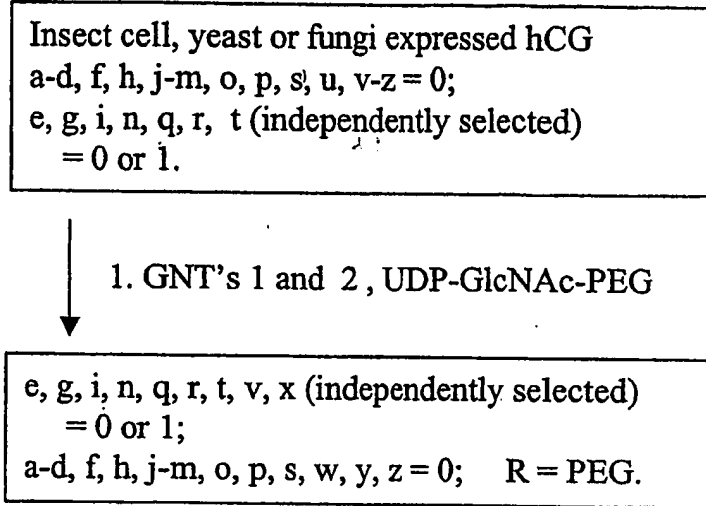 Insect cell, yeast or fungi expressed hCG
a-d, f, h, j-m, o, p, s, u, v-z = 0;
e, g, i, n, q, r, t (independently selected)
= 0 or 1.
1. GNT's 1 and 2 , UDP-GlcNAc-PEG
e, g, i, n, q, r, t, v, x (independently selected)
= 0 or 1;
a-d, f, h, j-m, o, p, s, w, y, z = 0; R = PEG.